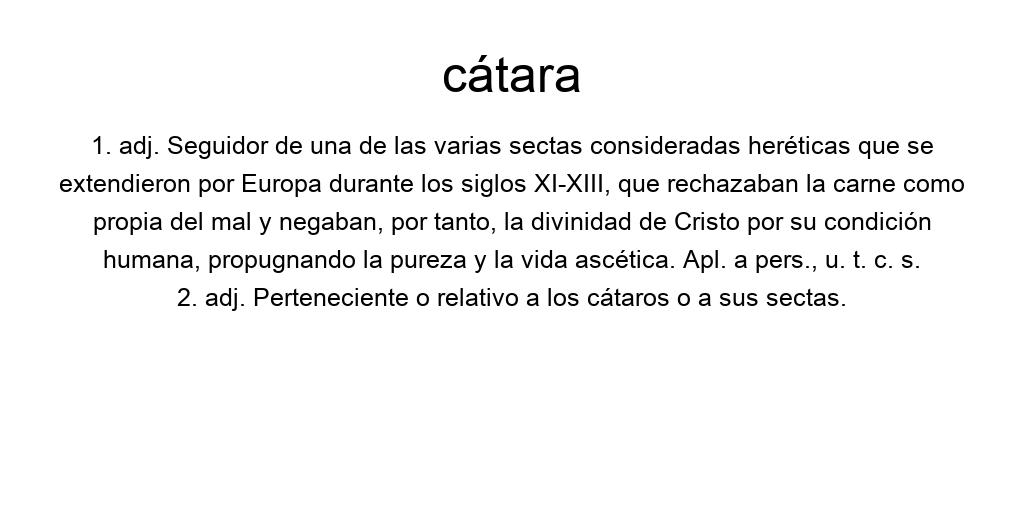 cátara
1. adj. Seguidor de una de las varias sectas consideradas heréticas que se
extendieron por Europa durante los siglos XI-XIII, que rechazaban la carne como
propia del mal y negaban, por tanto, la divinidad de Cristo por su condición
humana, propugnando la pureza y la vida ascética. Apl. a pers., u. t. c. s.
2. adj. Perteneciente o relativo a los cátaros o a sus sectas.